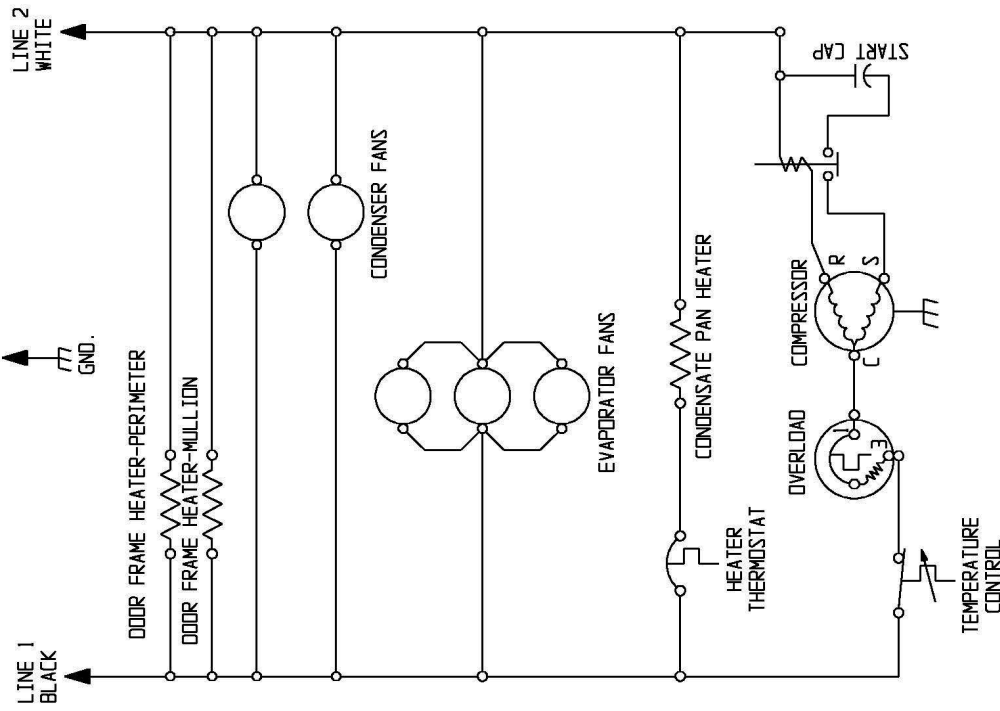 LINE 1
BLACK
LINE 2
WHITE
GND.
DOOR FRAME HEATER-PERIMETER
DOOR FRAME HEATER-MULLION
CONDENSER FANS
EVAPORATOR FANS
CONDENSATE PAN HEATER
HEATER
THERMOSTAT
START CAP
COMPRESSOR
R
S
C
OVERLOAD
1
3
TEMPERATURE
CONTROL